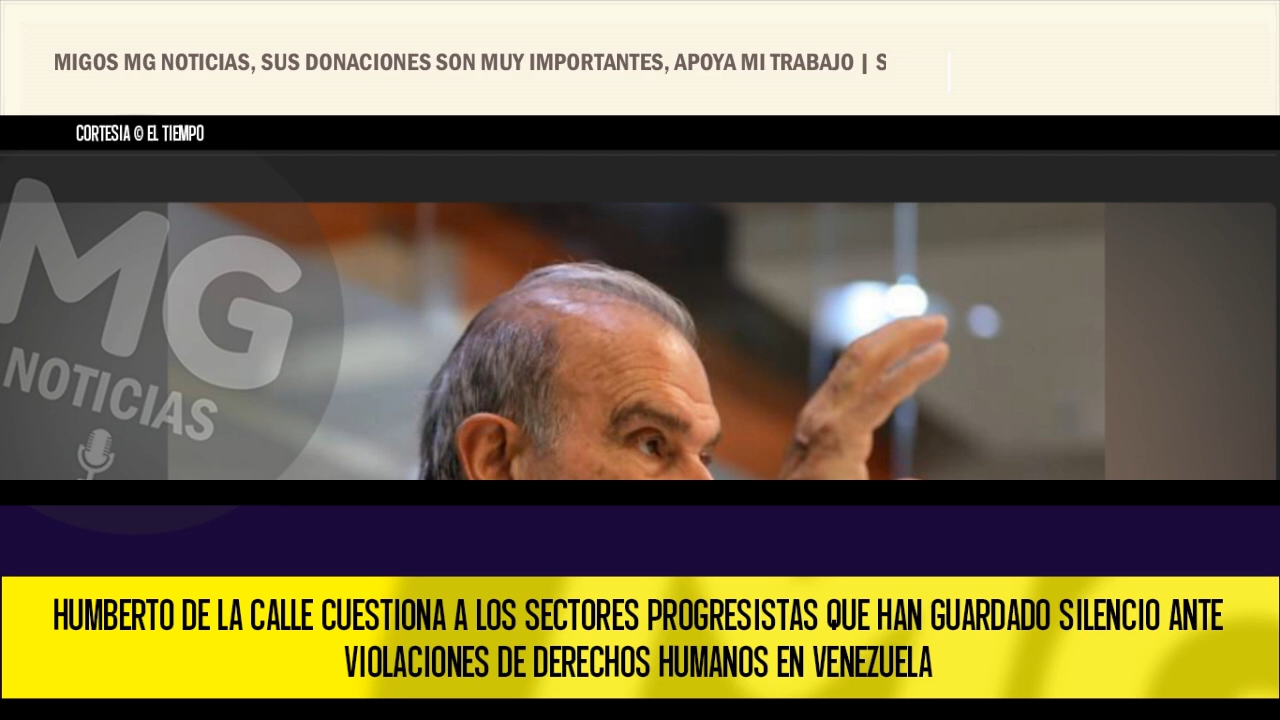 MIGOS MG NOTICIAS, SUS DONACIONES SON MUY IMPORTANTES, APOYA MI TRABAJO | S
CORTESIA © EL TIEMPO
MG
NOTICIAS
HUMBERTO DE LA CALLE CUESTIONA A LOS SECTORES PROGRESISTAS QUE HAN GUARDADO SILENCIO ANTE
VIOLACIONES DE DERECHOS HUMANOS EN VENEZUELA